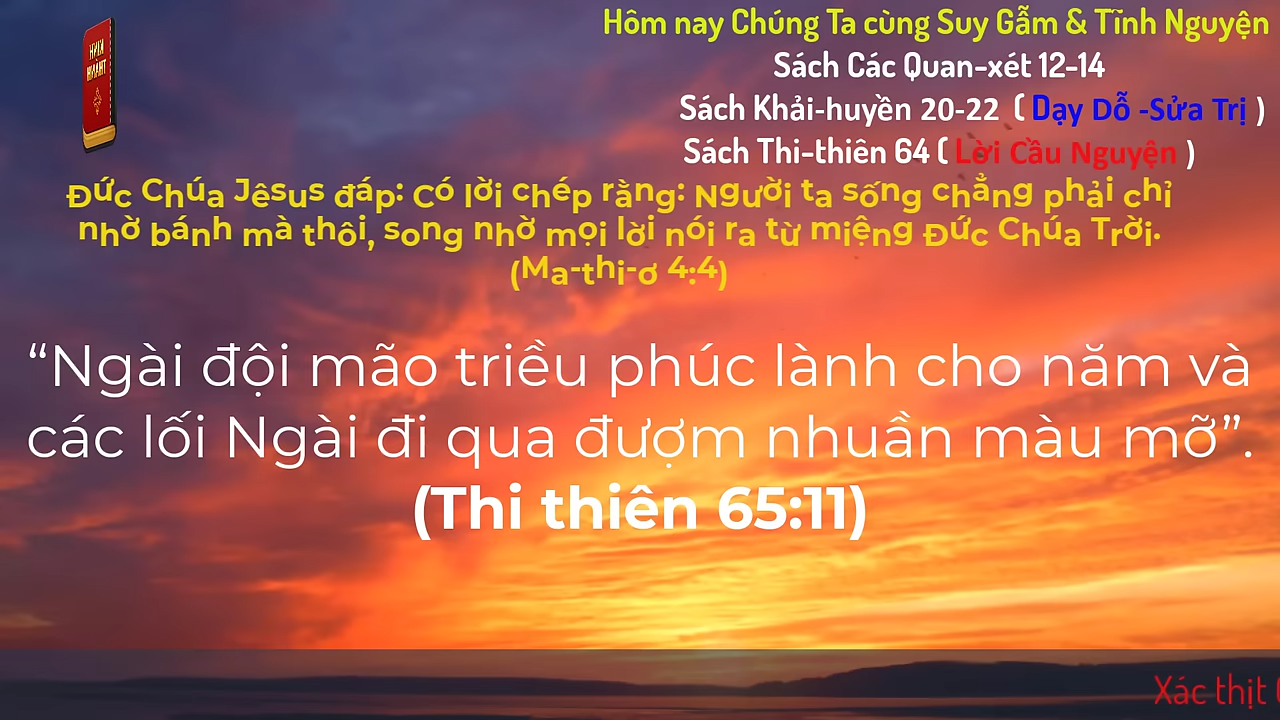 Hôm nay Chúng Ta cùng Suy Gẫm & Tĩnh Nguyện
Sách Các Quan-xét 12-14
Sách Khải-huyền 20-22 ( Dạy Dỗ -Sửa Trị )
Sách Thi-thiên 64 ( Lời Cầu Nguyện )
KINH
THÁNH
Đức Chúa Jêsus đáp: Có lời chép rằng: Người ta sống chẳng phải chỉ
nhờ bánh mà thôi, song nhờ mọi lời nói ra từ miệng Đức Chúa Trời.
(Ma-thi-ơ 4:4)
“Ngài đội mão triều phúc lành cho năm và
các lối Ngài đi qua đượm nhuần màu mỡ”.
(Thi thiên 65:11)
Xác thịt